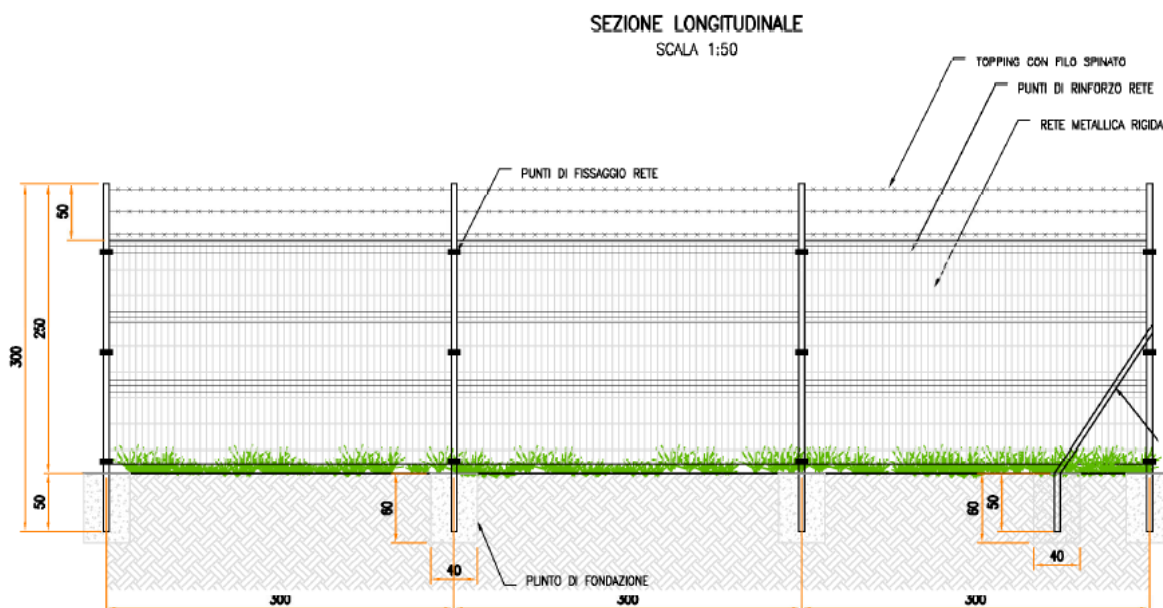 SEZIONE LONGITUDINALE
SCALA 1:50
TOPPING CON FILO SPINATO
PUNTI DI RINFORZO RETE
RETE METALLICA RIGIDA
PUNTI DI FISSAGGIO RETE
50
250
300
50
60
40
PUNTO DI FONDAZIONE
60
50
40
300
300
300